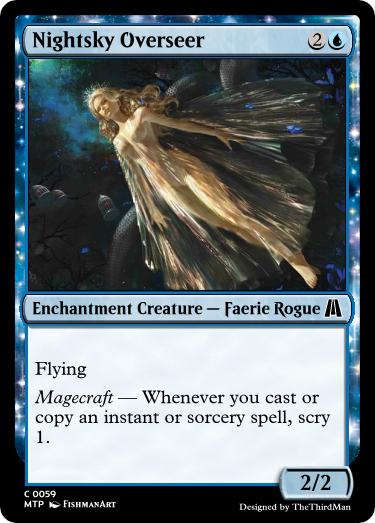 Nightsky Overseer 2
Enchantment Creature — Faerie Rogue
Flying
Magecraft — Whenever you cast or
copy an instant or sorcery spell, scry
1.
2/2
C 0059
MTP FISHMANART
Designed by TheThirdMan